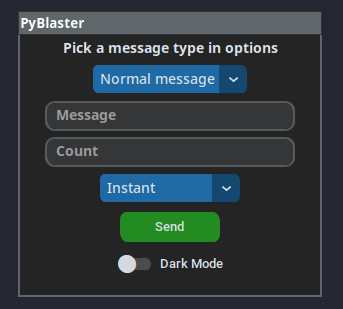 PyBlaster
Pick a message type in options
Normal message
Message
Count
Instant
Send
Dark Mode